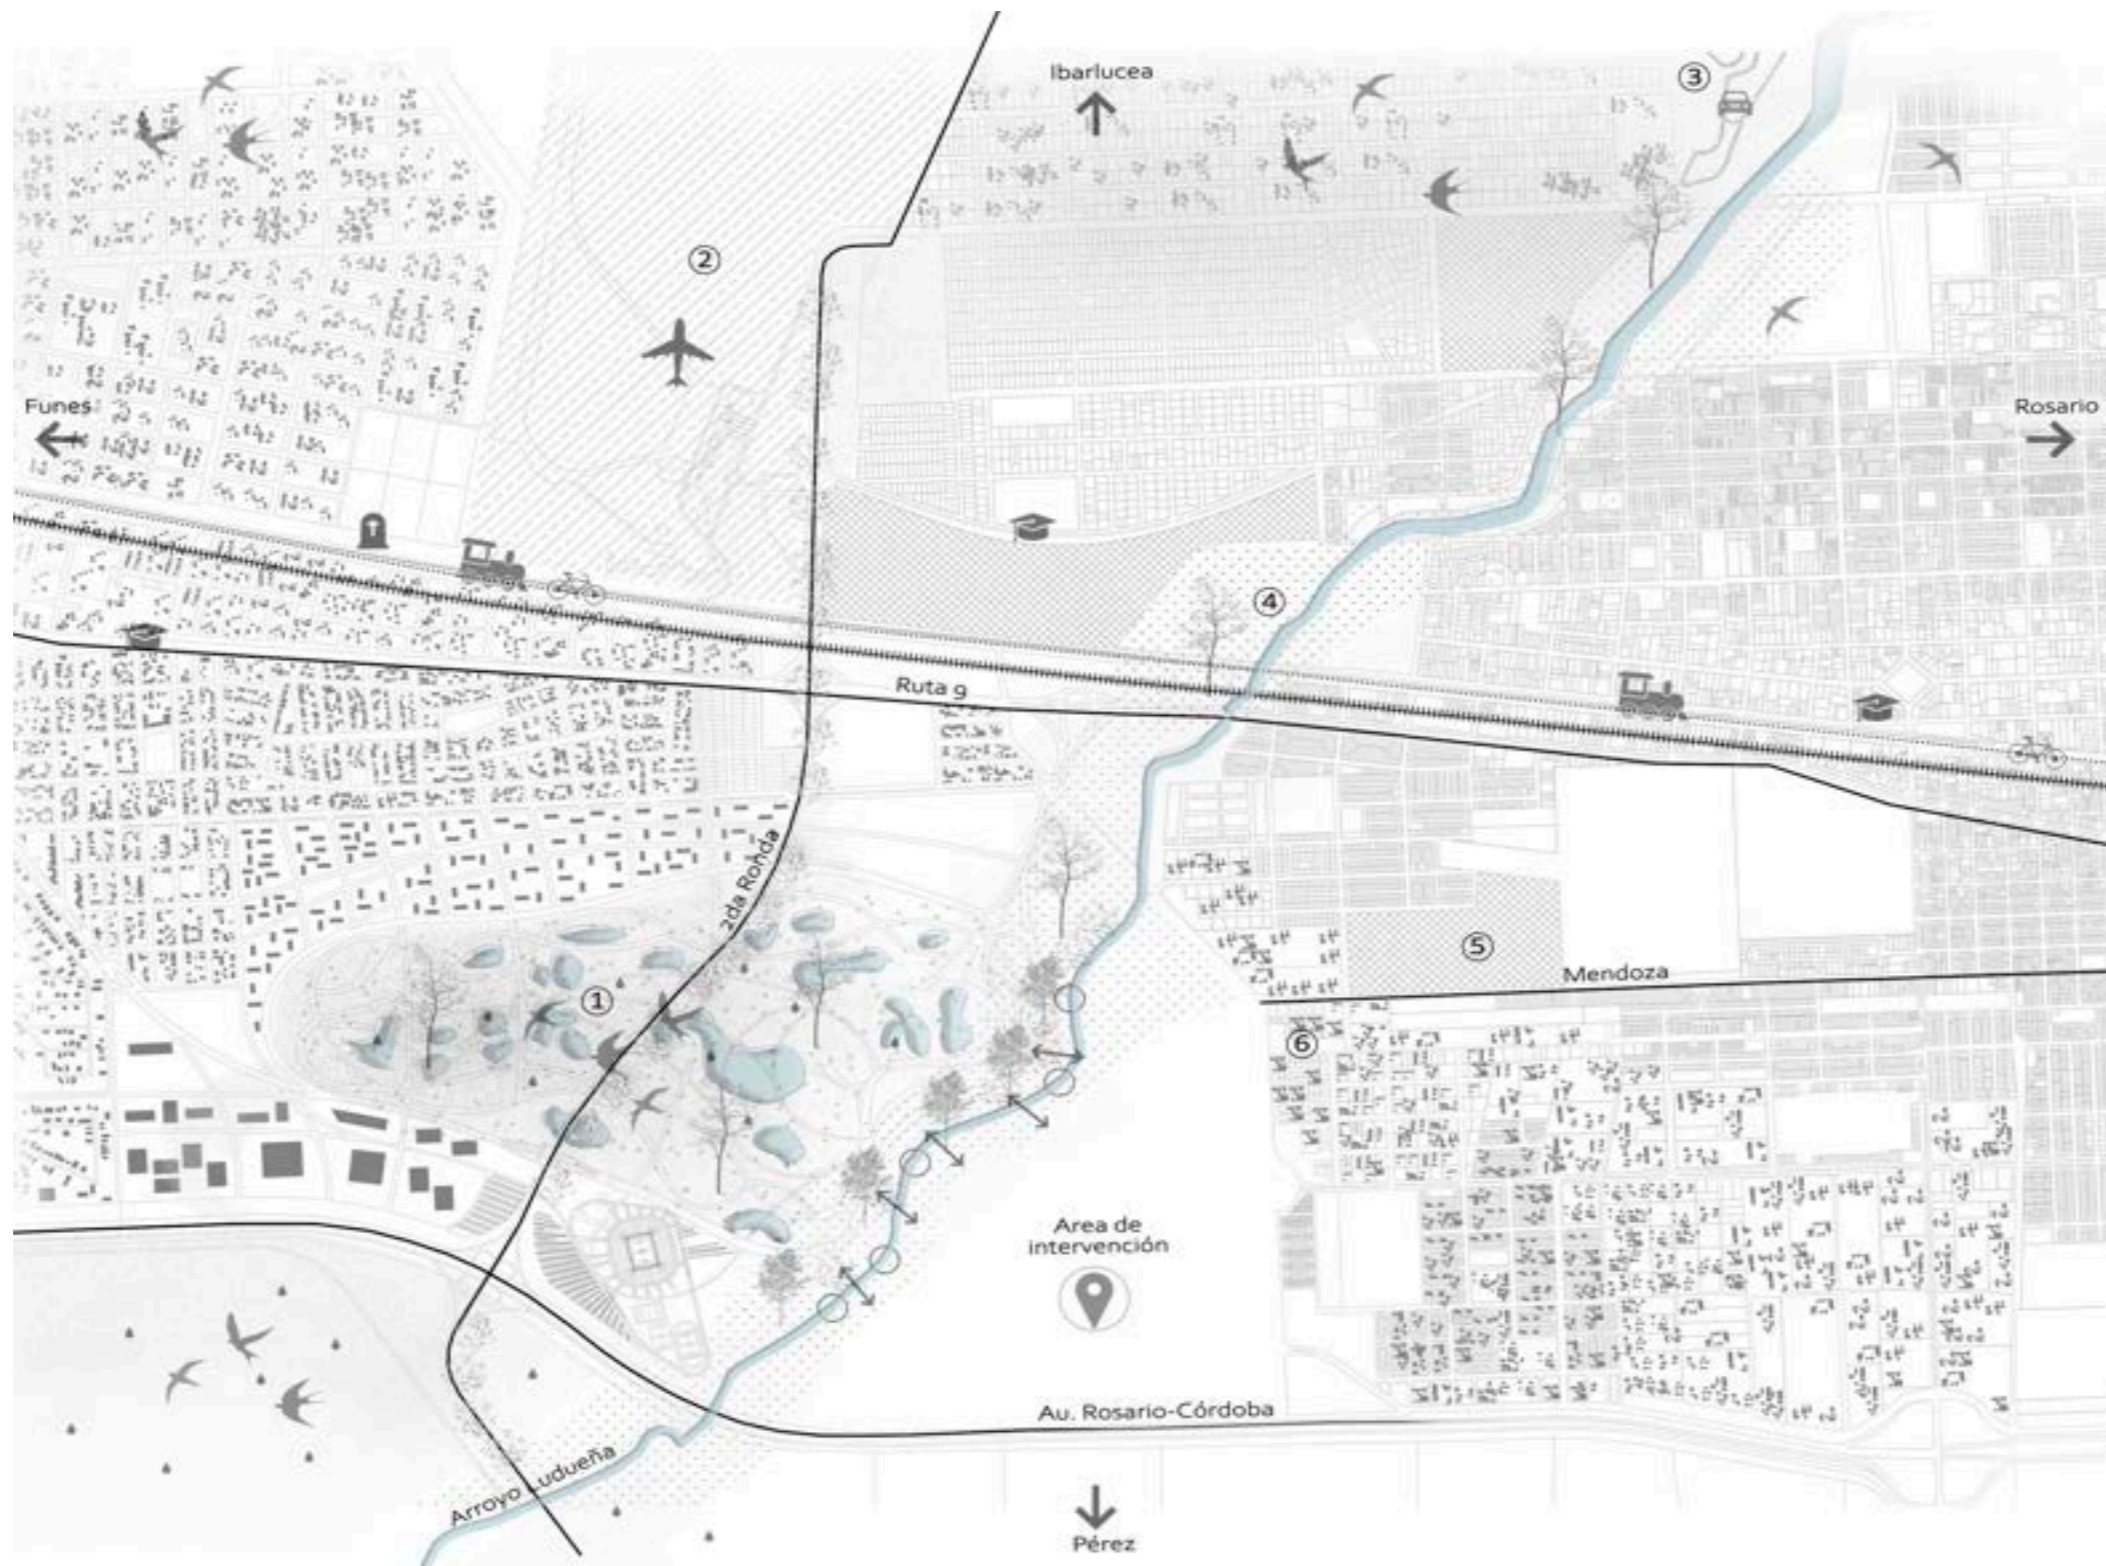 Ibarlucea
③
②
Funes
Rosario
④
Ruta 9
2da Ronda
⑤
Mendoza
①
⑥
Area de
intervención
Au. Rosario-Córdoba
Arroyo Ludueña
Pérez